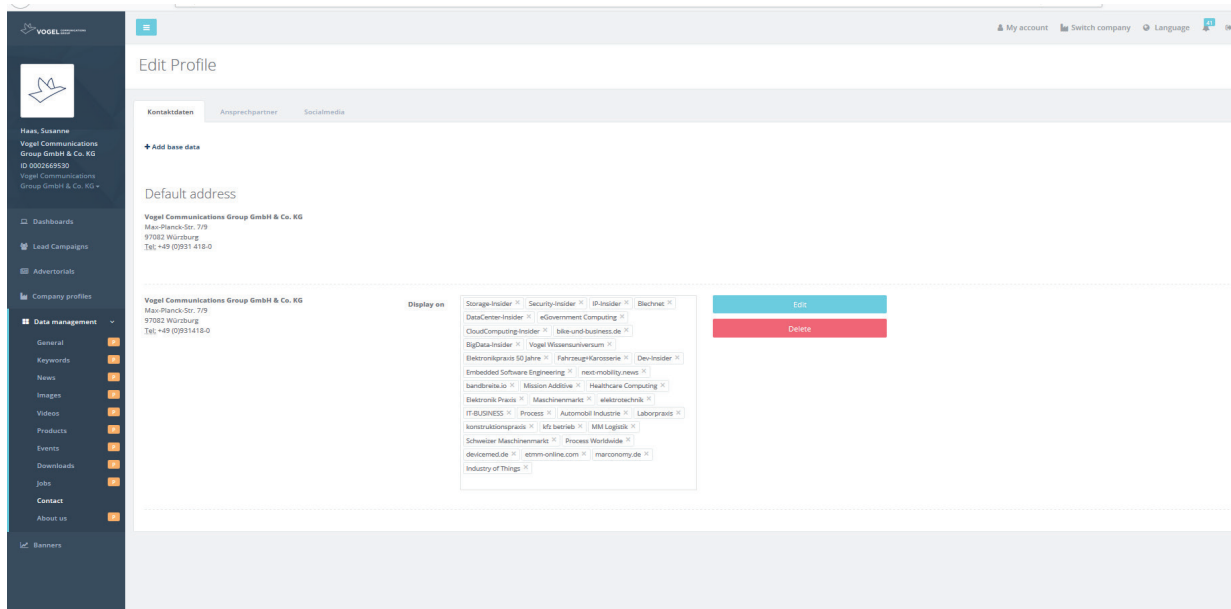 VOGEL COMMUNICATIONS GROUP
My account Switch company Language 41
Edit Profile
Haas, Susanne
Vogel Communications
Group GmbH & Co. KG
ID 0002669530
Vogel Communications
Group GmbH & Co. KG
Dashboards
Lead Campaigns
Advertorials
Company profiles
Data management
General P
Keywords P
News P
Images P
Videos P
Products P
Events P
Downloads P
Jobs P
Contact
About us P
Banners
Kontaktdaten Ansprechpartner Socialmedia
+ Add base data
Default address
Vogel Communications Group GmbH & Co. KG
Max-Planck-Str. 7/9
97082 Würzburg
Tel: +49 (0)931 418-0
Vogel Communications Group GmbH & Co. KG
Max-Planck-Str. 7/9
97082 Würzburg
Tel: +49 (0)931418-0
Display on
Storage-Insider × Security-Insider × IP-Insider × Blechnet ×
DataCenter-Insider × eGovernment Computing ×
CloudComputing-Insider × bike-und-business.de ×
BigData-Insider × Vogel Wissensuniversum ×
Elektronikpraxis 50 Jahre × Fahrzeug+Karosserie × Dev-Insider ×
Embedded Software Engineering × next-mobility.news ×
bandbreite.io × Mission Additive × Healthcare Computing ×
Elektronik Praxis × Maschinenmarkt × elektrotechnik ×
IT-BUSINESS × Process × Automobil Industrie × Laborpraxis ×
konstruktionspraxis × kfz betrieb × MM Logistik ×
Schweizer Maschinenmarkt × Process Worldwide ×
devicemed.de × etmm-online.com × marconomy.de ×
Industry of Things ×
Edit
Delete